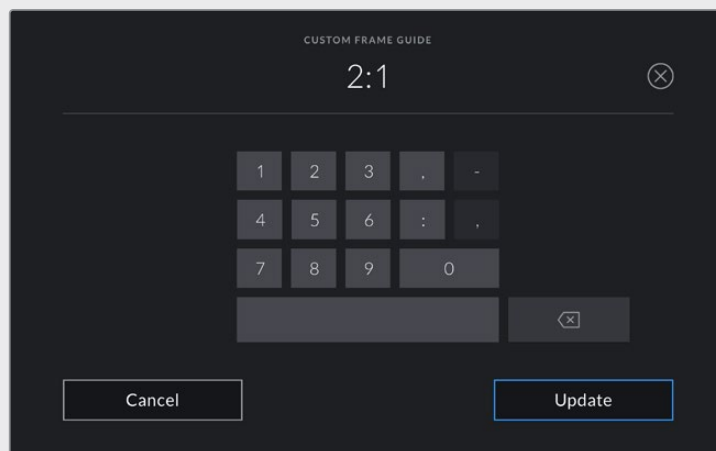 CUSTOM FRAME GUIDE
2:1
1 2 3 . -
4 5 6 : ,
7 8 9 0
Cancel Update